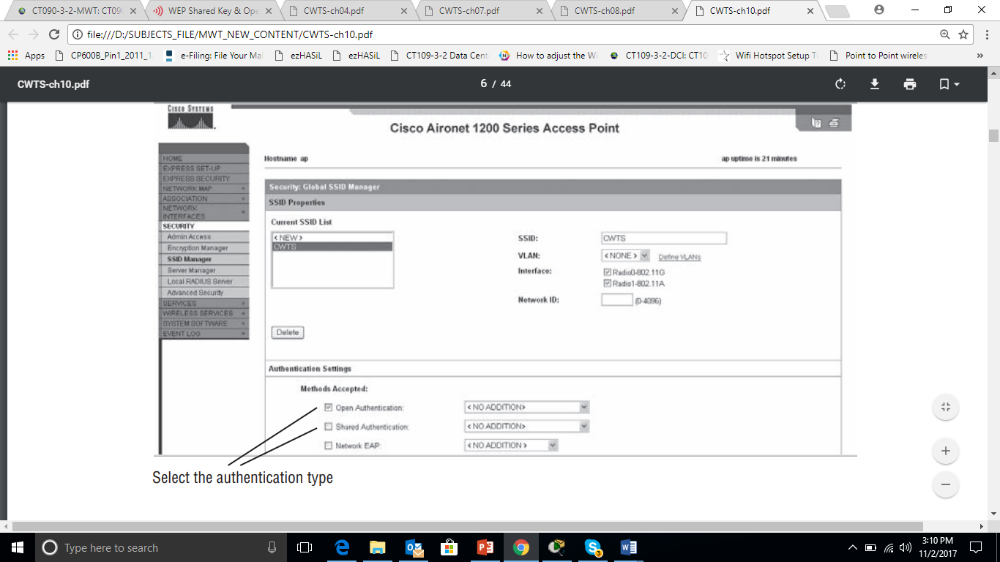 CT090-3-2-MWT: CT09
WEP Shared Key & Ope
CWTS-ch04.pdf
CWTS-ch07.pdf
CWTS-ch08.pdf
CWTS-ch10.pdf
file:///D:/SUBJECTS_FILE/MWT_NEW_CONTENT/CWTS-ch10.pdf
Apps
CP600B_Pin1_2011_1
e-Filing: File Your Ma
ezHASiL
ezHASiL
CT109-3-2 Data Cent
How to adjust the Wi
CT109-3-2-DCI: CT10
Wifi Hotspot Setup T
Point to Point wireles
CWTS-ch10.pdf
6 / 44
CISCO SYSTEMS
Cisco Aironet 1200 Series Access Point
HOME
EXPRESS SET-UP
EXPRESS SECURITY
NETWORK MAP +
ASSOCIATION +
NETWORK
INTERFACES +
SECURITY
Admin Access
Encryption Manager
SSID Manager
Server Manager
Local RADIUS Server
Advanced Security
SERVICES +
WIRELESS SERVICES +
SYSTEM SOFTWARE +
EVENT LOG +
Hostname ap
ap uptime is 21 minutes
Security: Global SSID Manager
SSID Properties
Current SSID List
< NEW >
CWTS
SSID: CWTS
VLAN: < NONE > Define VLANs
Interface: Radio0-802.11G
Radio1-802.11A
Network ID: (0-4096)
Delete
Authentication Settings
Methods Accepted:
Open Authentication: < NO ADDITION>
Shared Authentication: < NO ADDITION>
Network EAP: < NO ADDITION >
Select the authentication type
Type here to search
3
3:10 PM
11/2/2017